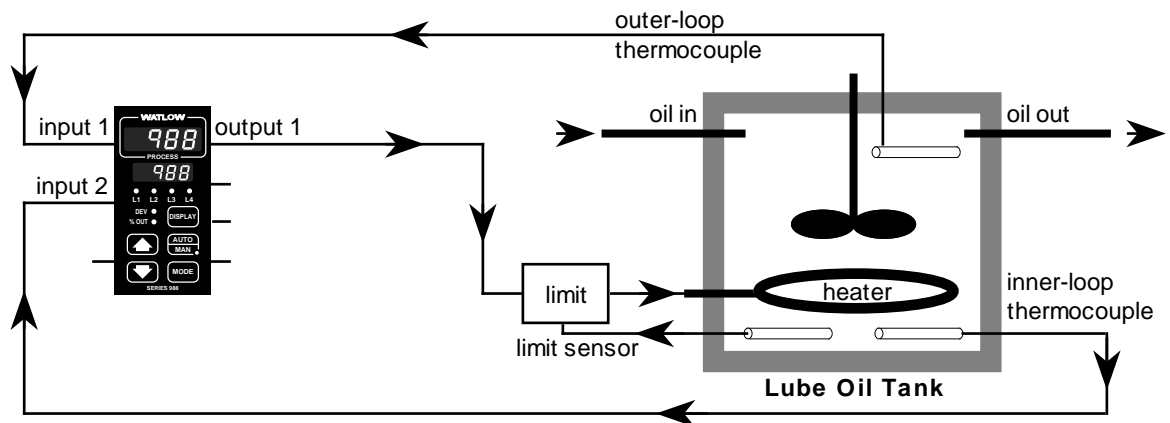 outer-loop
thermocouple
oil in
oil out
input 1
WATLOW
output 1
988
PROCESS
988
input 2
L1 L2 L3 L4
DEV
% OUT
DISPLAY
AUTO
MAN
MODE
SERIES 988
limit
heater
inner-loop
thermocouple
limit sensor
Lube Oil Tank